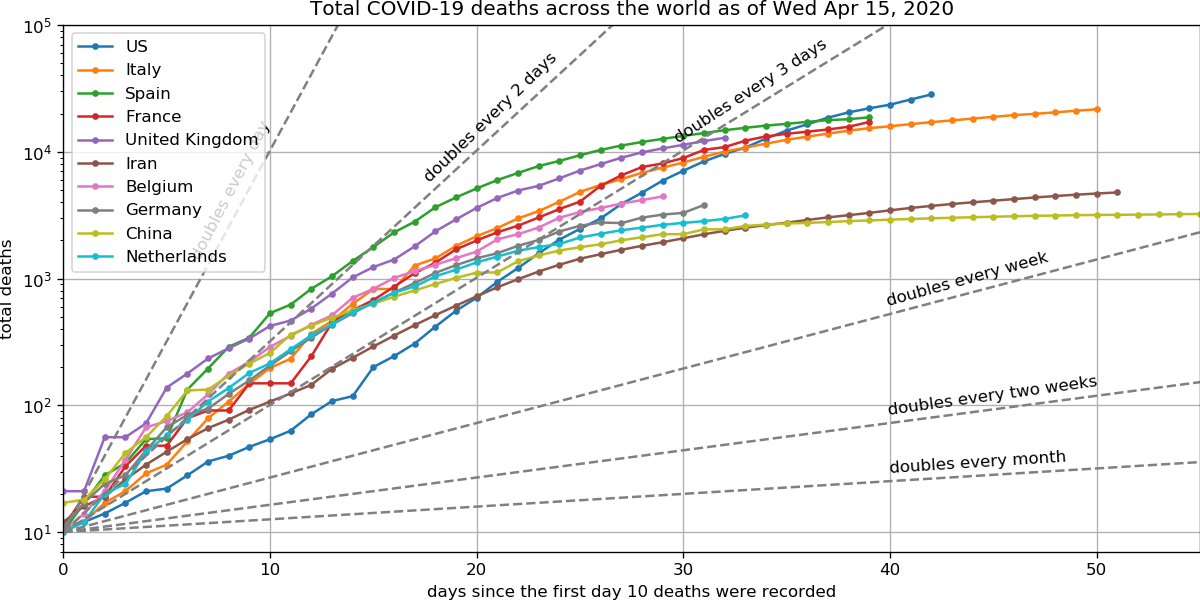 Total COVID-19 deaths across the world as of Wed Apr 15, 2020
10⁵
10⁴
10³
10²
10¹
total deaths
US
Italy
Spain
France
United Kingdom
Iran
Belgium
Germany
China
Netherlands
doubles every day
doubles every 2 days
doubles every 3 days
doubles every week
doubles every two weeks
doubles every month
0
10
20
30
40
50
days since the first day 10 deaths were recorded